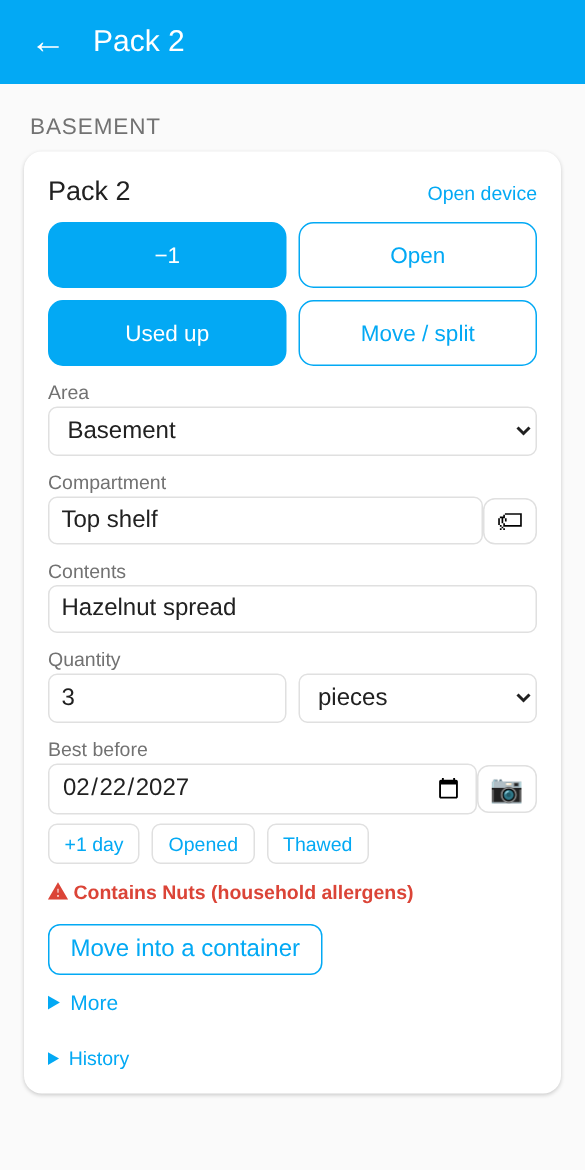 ← Pack 2
BASEMENT
Pack 2
Open device
−1
Open
Used up
Move / split
Area
Basement
Compartment
Top shelf
Contents
Hazelnut spread
Quantity
3
pieces
Best before
02/22/2027
+1 day
Opened
Thawed
⚠ Contains Nuts (household allergens)
Move into a container
▶ More
▶ History